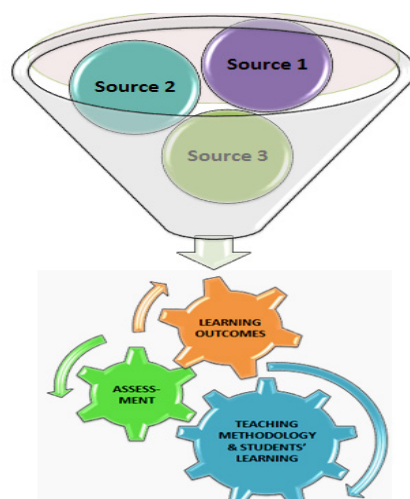 Source 1
Source 2
Source 3
LEARNING
OUTCOMES
ASSESS-
MENT
TEACHING
METHODOLOGY
& STUDENTS'
LEARNING